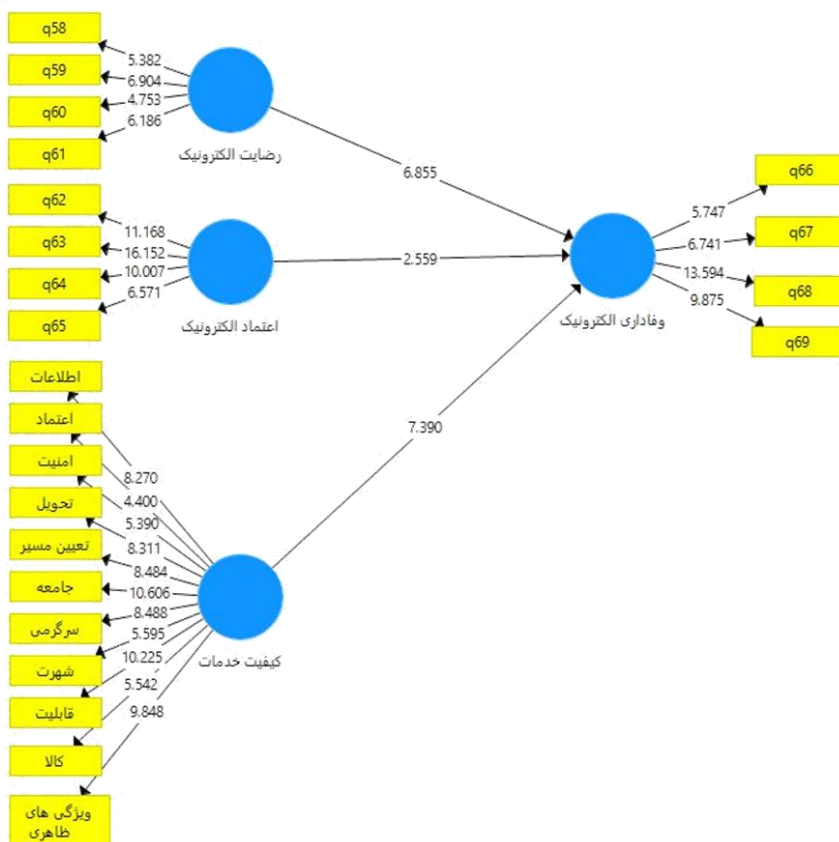 q58
q59
q60
q61
5.382
6.904
4.753
6.186
رضایت الکترونیک
q62
q63
q64
q65
11.168
16.152
10.007
6.571
اعتماد الکترونیک
6.855
2.559
7.390
وفاداری الکترونیک
5.747
6.741
13.594
9.875
q66
q67
q68
q69
اطلاعات
اعتماد
امنیت
تحویل
تعیین مسیر
جامعه
سرگرمی
شهرت
قابلیت
کالا
ویژگی های
ظاهری
8.270
4.400
5.390
8.311
8.484
10.606
8.488
5.595
10.225
5.542
9.848
کیفیت خدمات